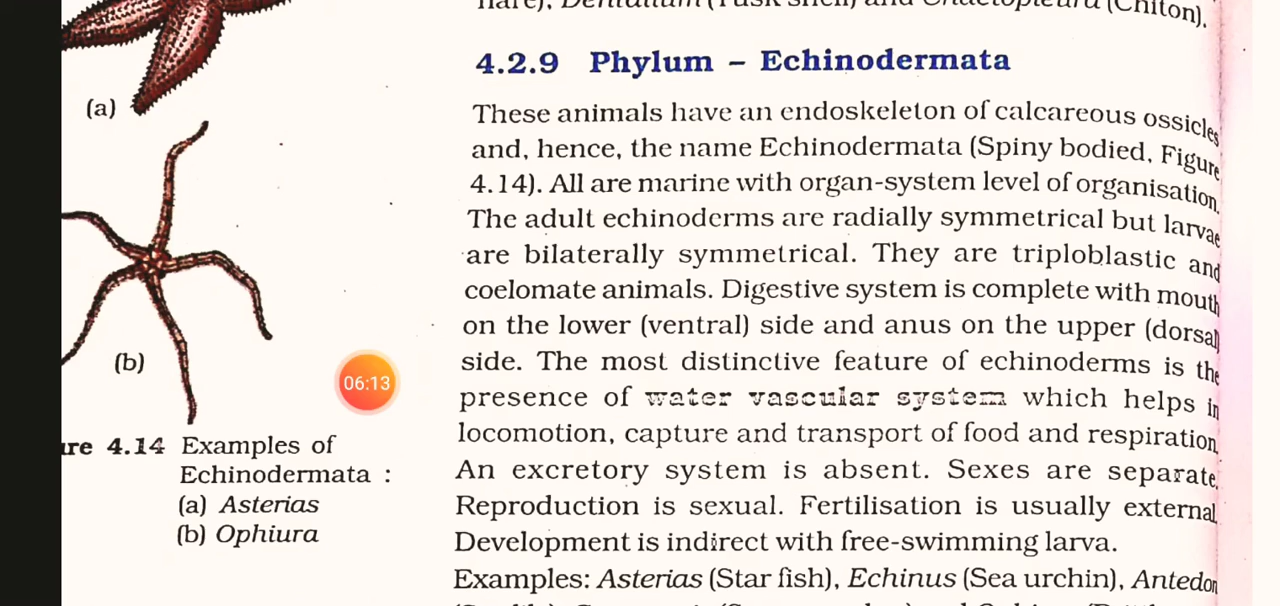 (Chiton).
4.2.9 Phylum – Echinodermata
These animals have an endoskeleton of calcareous ossicles
and, hence, the name Echinodermata (Spiny bodied, Figure
4.14). All are marine with organ-system level of organisation.
The adult echinoderms are radially symmetrical but larvae
are bilaterally symmetrical. They are triploblastic and
coelomate animals. Digestive system is complete with mouth
on the lower (ventral) side and anus on the upper (dorsal)
side. The most distinctive feature of echinoderms is the
presence of water vascular system which helps in
locomotion, capture and transport of food and respiration.
An excretory system is absent. Sexes are separate.
Reproduction is sexual. Fertilisation is usually external.
Development is indirect with free-swimming larva.
Examples: Asterias (Star fish), Echinus (Sea urchin), Antedon
(a)
(b)
06:13
ure 4.14 Examples of
Echinodermata :
(a) Asterias
(b) Ophiura